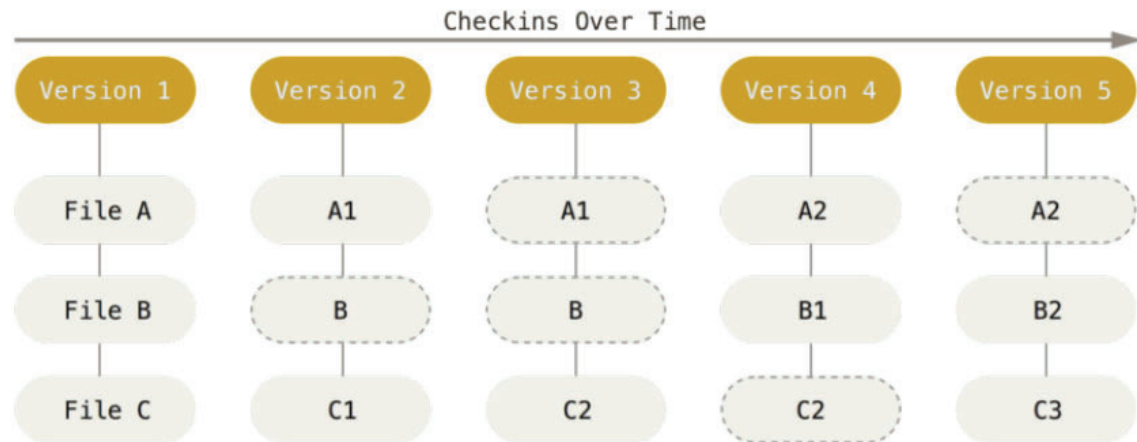 Checkins Over Time
Version 1 Version 2 Version 3 Version 4 Version 5
File A A1 A1 A2 A2
File B B B B1 B2
File C C1 C2 C2 C3